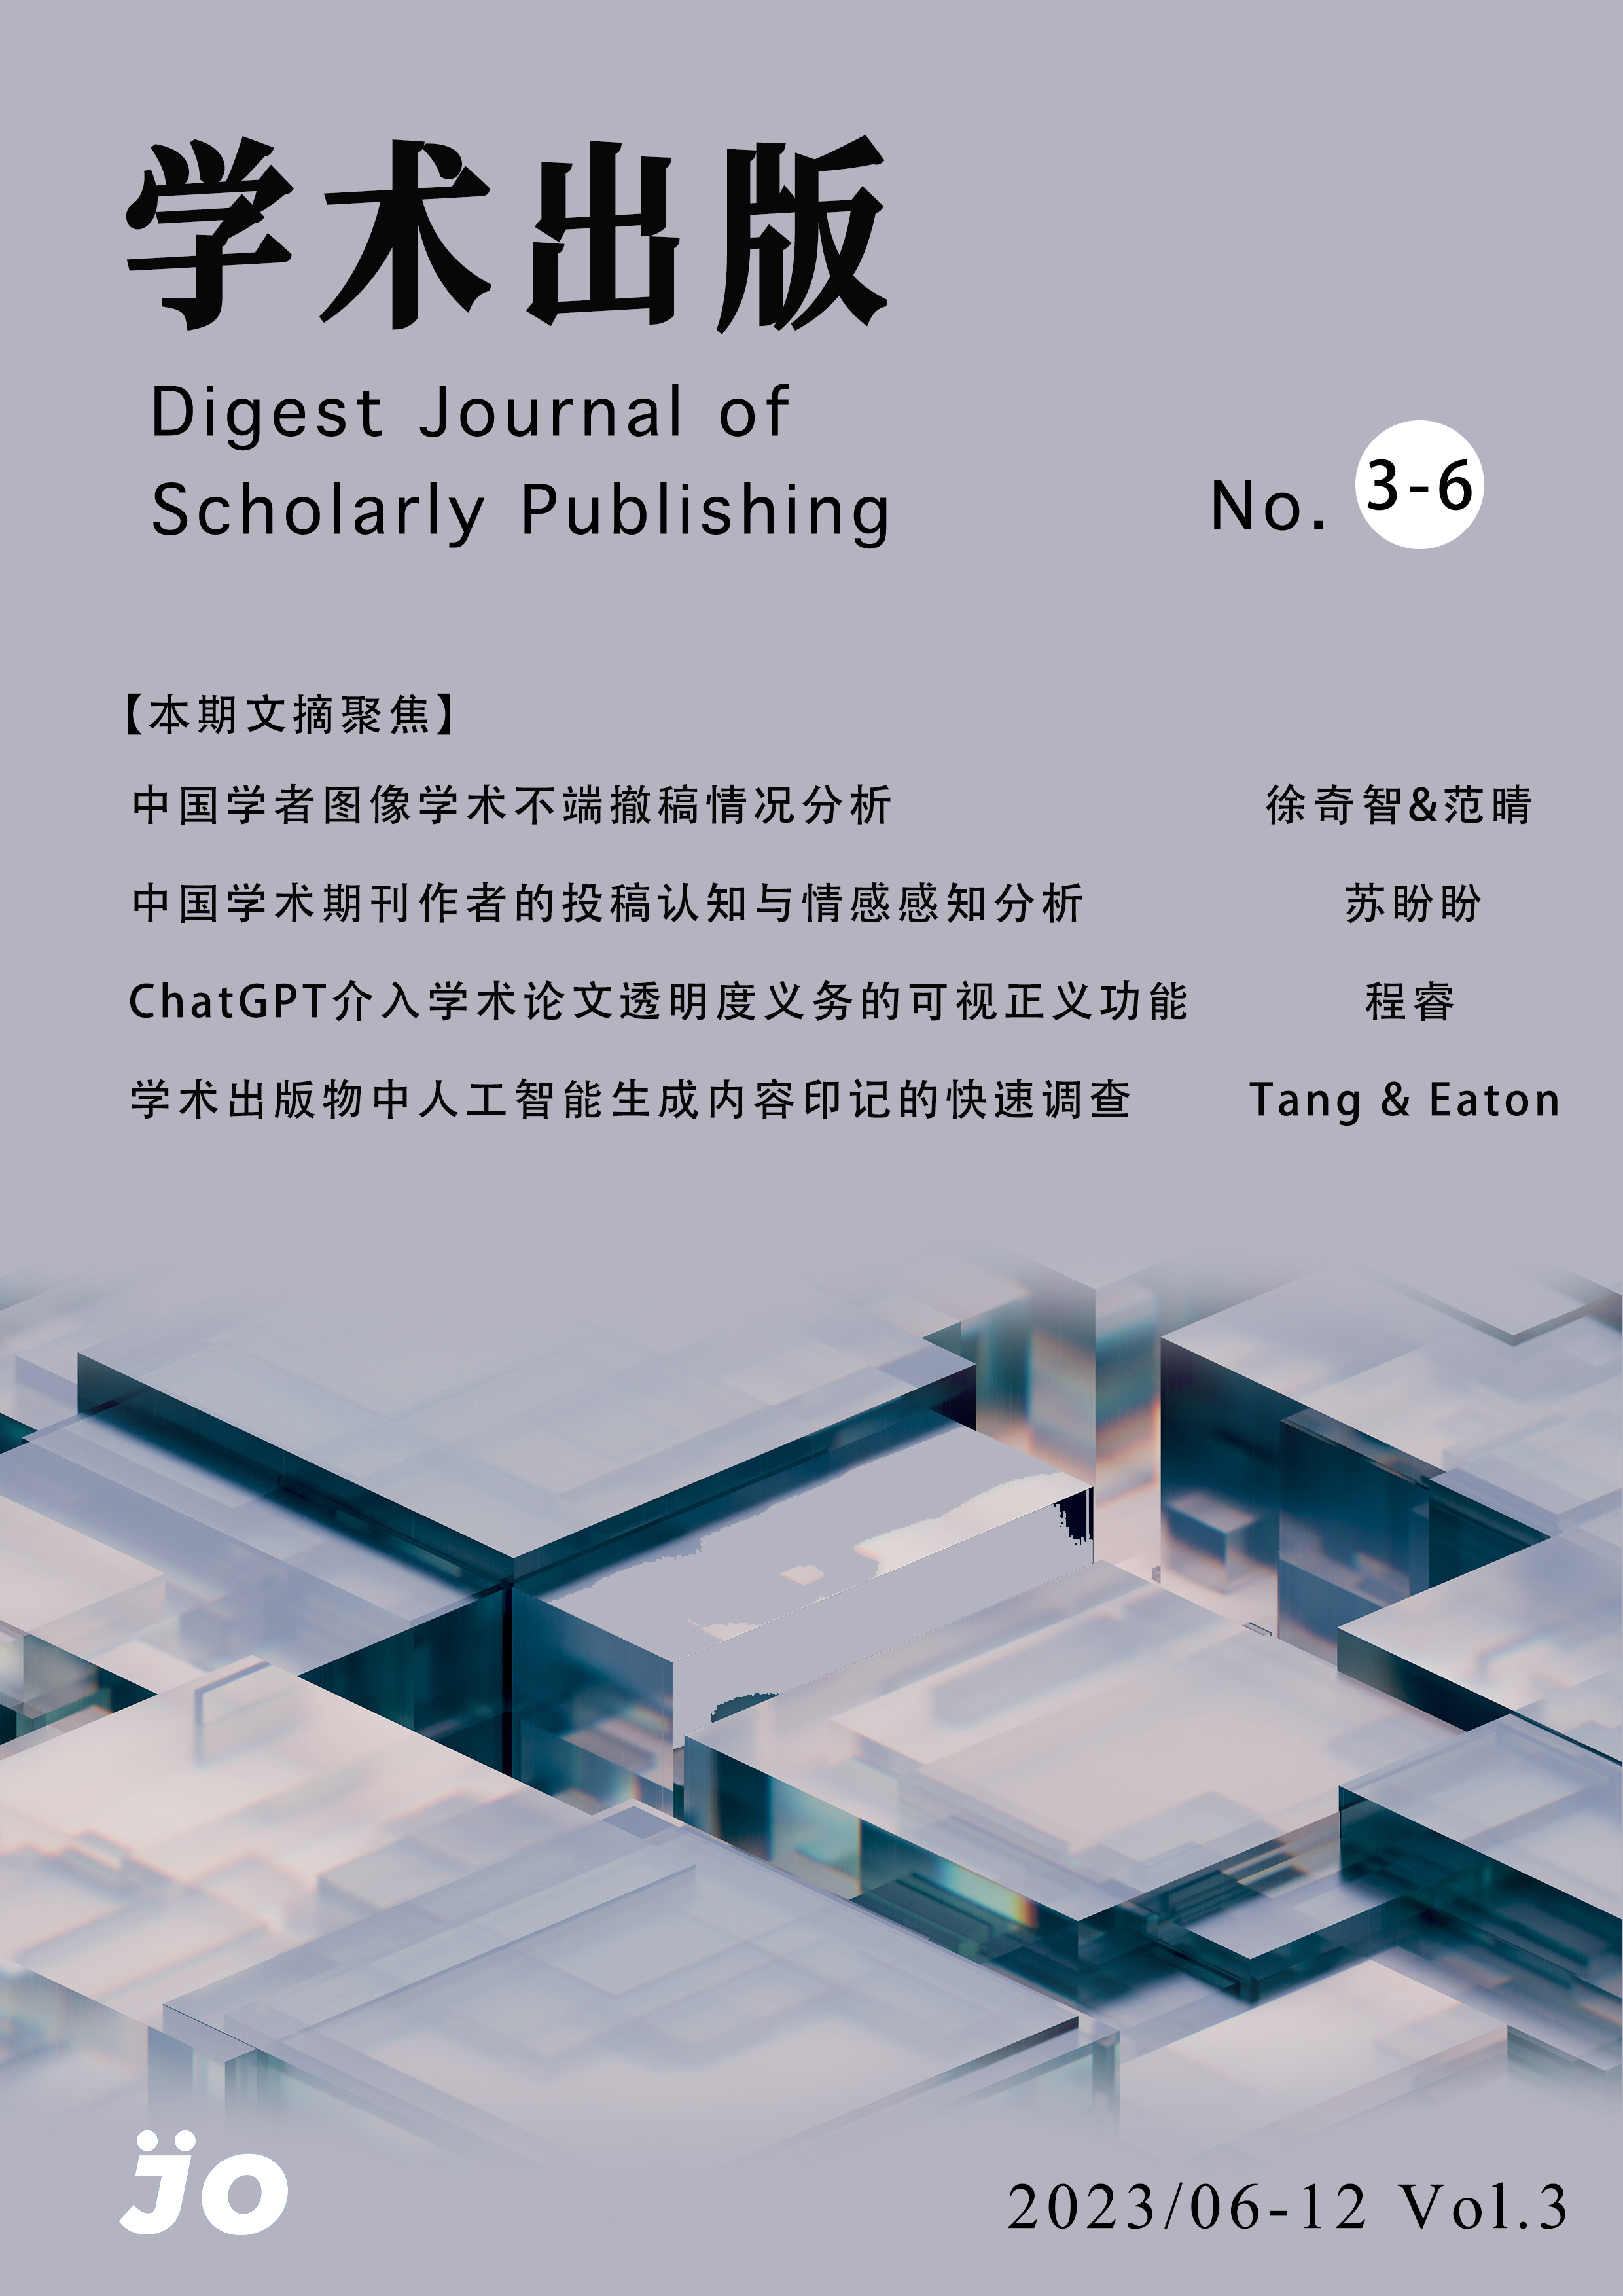 学术出版
Digest Journal of
Scholarly Publishing
No. 3-6
【本期文摘聚焦】
中国学者图像学术不端撤稿情况分析 徐奇智&范晴
中国学术期刊作者的投稿认知与情感感知分析 苏盼盼
ChatGPT介入学术论文透明度义务的可视正义功能 程睿
学术出版物中人工智能生成内容印记的快速调查 Tang & Eaton
jo
2023/06-12 Vol.3